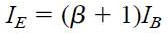 I_E = (β + 1)I_B